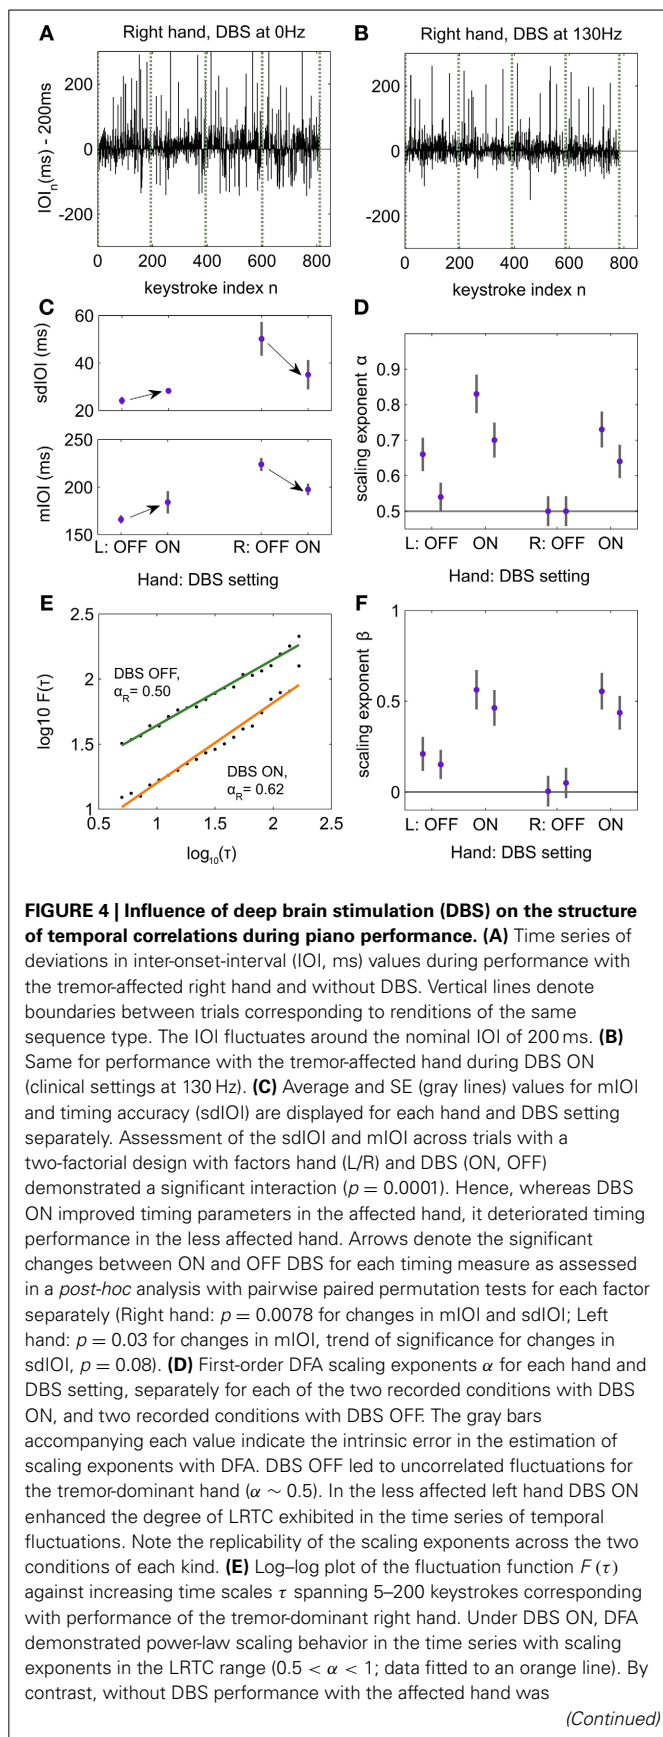 A
Right hand, DBS at 0Hz
IOIn(ms) - 200ms
200
0
-200
0
200
400
600
800
keystroke index n
B
Right hand, DBS at 130Hz
200
0
-200
0
200
400
600
800
keystroke index n
C
sdIOI (ms)
60
40
20
mIOI (ms)
250
200
150
L: OFF
ON
R: OFF
ON
Hand: DBS setting
D
scaling exponent α
0.9
0.8
0.7
0.6
0.5
L: OFF
ON
R: OFF
ON
Hand: DBS setting
E
log10 F(τ)
2.5
2
1.5
1
DBS OFF,
αR= 0.50
DBS ON,
αR= 0.62
0.5
1
1.5
2
2.5
log10(τ)
F
scaling exponent β
1
0.5
0
L: OFF
ON
R: OFF
ON
Hand: DBS setting
FIGURE 4 | Influence of deep brain stimulation (DBS) on the structure
of temporal correlations during piano performance. (A) Time series of
deviations in inter-onset-interval (IOI, ms) values during performance with
the tremor-affected right hand and without DBS. Vertical lines denote
boundaries between trials corresponding to renditions of the same
sequence type. The IOI fluctuates around the nominal IOI of 200 ms. (B)
Same for performance with the tremor-affected hand during DBS ON
(clinical settings at 130 Hz). (C) Average and SE (gray lines) values for mIOI
and timing accuracy (sdIOI) are displayed for each hand and DBS setting
separately. Assessment of the sdIOI and mIOI across trials with a
two-factorial design with factors hand (L/R) and DBS (ON, OFF)
demonstrated a significant interaction (p = 0.0001). Hence, whereas DBS
ON improved timing parameters in the affected hand, it deteriorated timing
performance in the less affected hand. Arrows denote the significant
changes between ON and OFF DBS for each timing measure as assessed
in a post-hoc analysis with pairwise paired permutation tests for each factor
separately (Right hand: p = 0.0078 for changes in mIOI and sdIOI; Left
hand: p = 0.03 for changes in mIOI, trend of significance for changes in
sdIOI, p = 0.08). (D) First-order DFA scaling exponents α for each hand and
DBS setting, separately for each of the two recorded conditions with DBS
ON, and two recorded conditions with DBS OFF. The gray bars
accompanying each value indicate the intrinsic error in the estimation of
scaling exponents with DFA. DBS OFF led to uncorrelated fluctuations for
the tremor-dominant hand (α ~ 0.5). In the less affected left hand DBS ON
enhanced the degree of LRTC exhibited in the time series of temporal
fluctuations. Note the replicability of the scaling exponents across the two
conditions of each kind. (E) Log–log plot of the fluctuation function F(τ)
against increasing time scales τ spanning 5–200 keystrokes corresponding
with performance of the tremor-dominant right hand. Under DBS ON, DFA
demonstrated power-law scaling behavior in the time series with scaling
exponents in the LRTC range (0.5 < α < 1; data fitted to an orange line). By
contrast, without DBS performance with the affected hand was
(Continued)